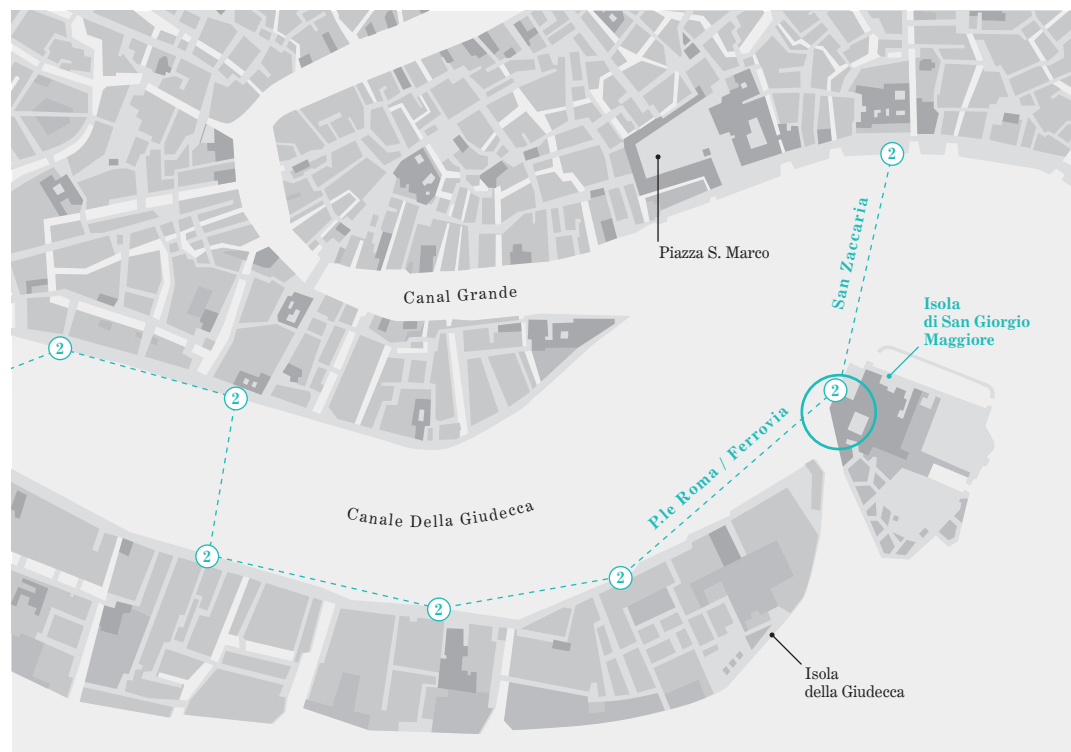 2
San Zaccaria
Piazza S. Marco
Canal Grande
Isola
di San Giorgio
Maggiore
2
2
2
P.le Roma / Ferrovia
Canale Della Giudecca
2
2
2
Isola
della Giudecca